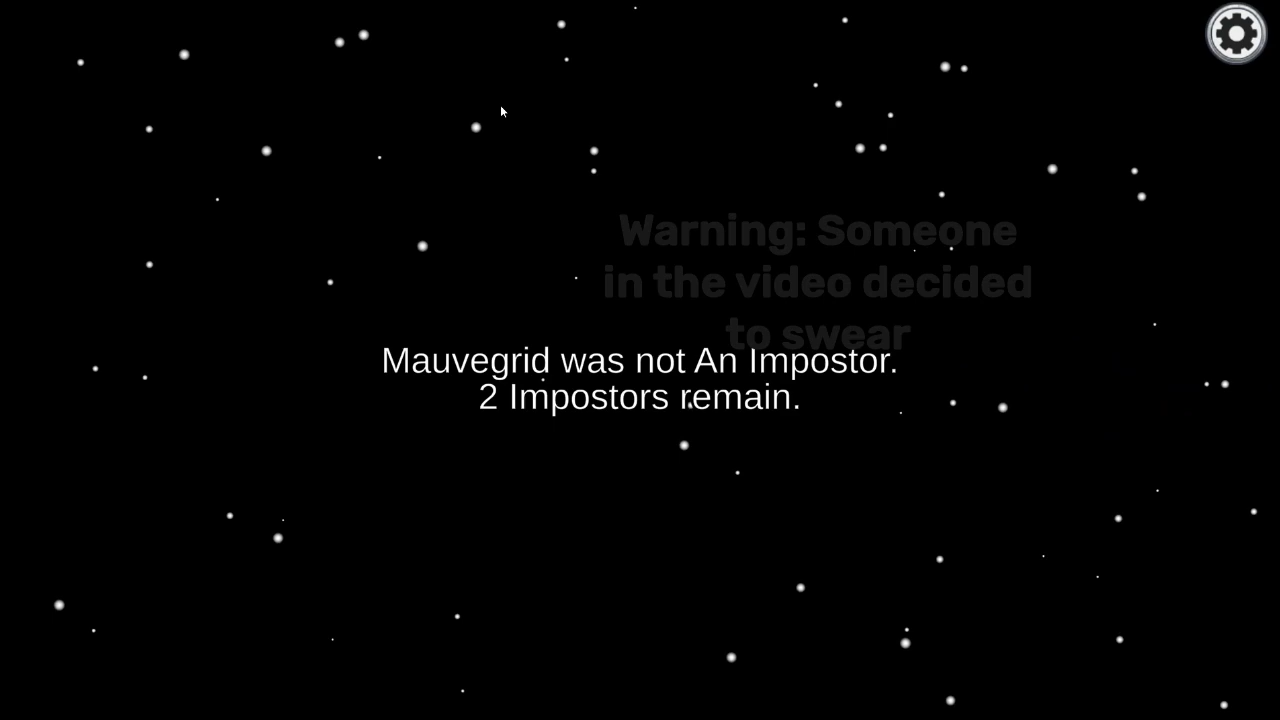 Warning: Someone
in the video decided
to swear
Mauvegrid was not An Impostor.
2 Impostors remain.